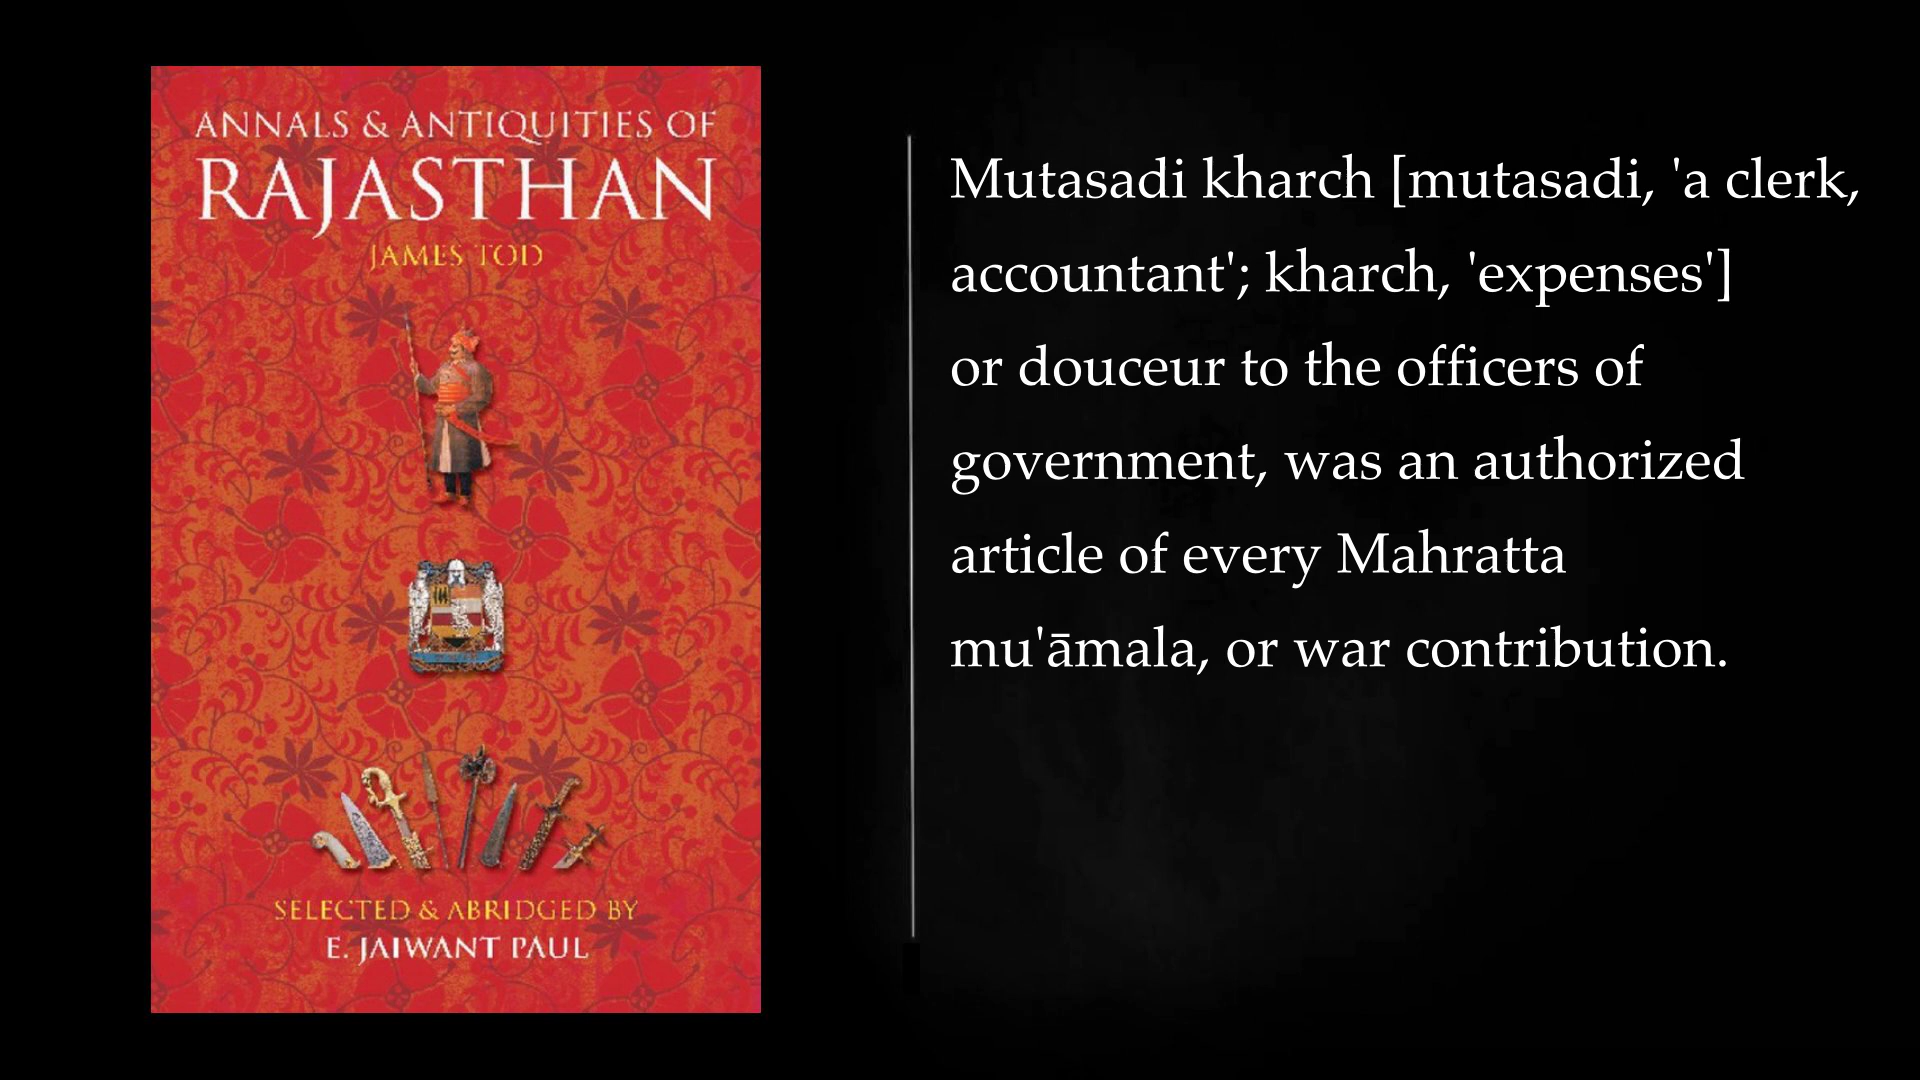 ANNALS & ANTIQUITIES OF
RAJASTHAN
JAMES TOD
SELECTED & ABRIDGED BY
E. JAIWANT PAUL
Mutasadi kharch [mutasadi, 'a clerk,
accountant'; kharch, 'expenses']
or douceur to the officers of
government, was an authorized
article of every Mahratta
mu'āmala, or war contribution.